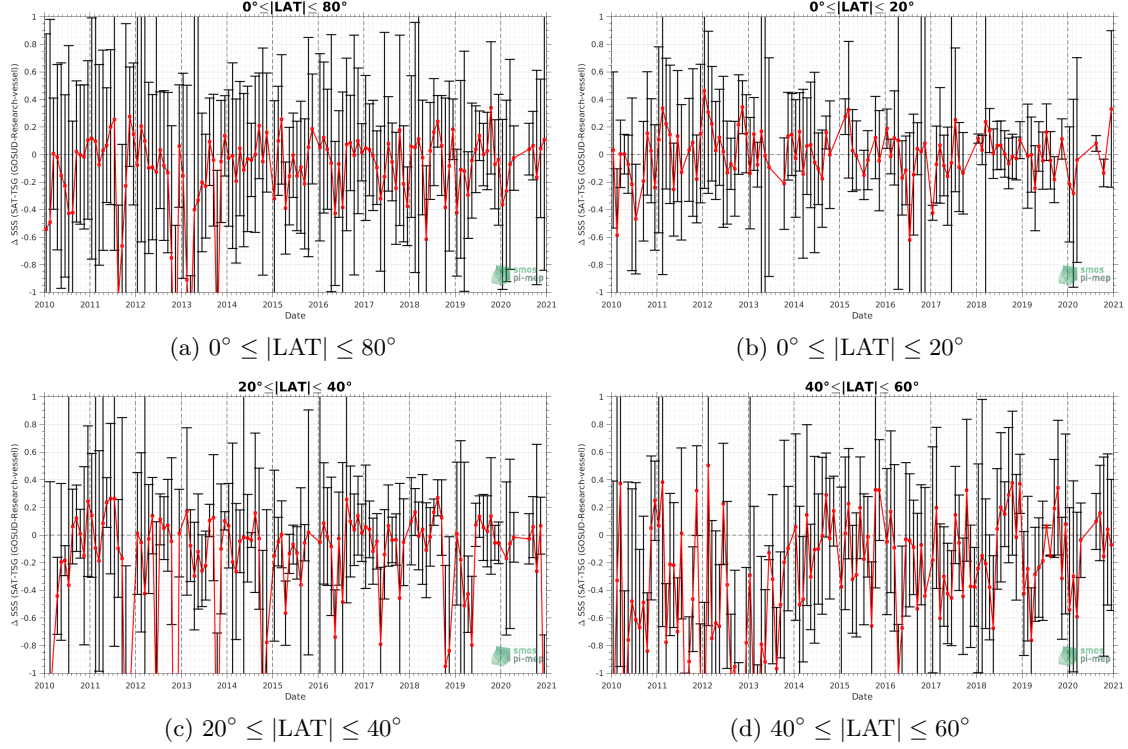 0°≤|LAT|≤ 80°
Δ SSS (SAT-TSG (GOSUD-Research-vessel))
1
0.8
0.6
0.4
0.2
0
-0.2
-0.4
-0.6
-0.8
-1
2010 2011 2012 2013 2014 2015 2016 2017 2018 2019 2020 2021
Date
smos
pi-mep
(a) 0° ≤ |LAT| ≤ 80°
0°≤|LAT|≤ 20°
Δ SSS (SAT-TSG (GOSUD-Research-vessel))
1
0.8
0.6
0.4
0.2
0
-0.2
-0.4
-0.6
-0.8
-1
2010 2011 2012 2013 2014 2015 2016 2017 2018 2019 2020 2021
Date
smos
pi-mep
(b) 0° ≤ |LAT| ≤ 20°
20°≤|LAT|≤ 40°
Δ SSS (SAT-TSG (GOSUD-Research-vessel))
1
0.8
0.6
0.4
0.2
0
-0.2
-0.4
-0.6
-0.8
-1
2010 2011 2012 2013 2014 2015 2016 2017 2018 2019 2020 2021
Date
smos
pi-mep
(c) 20° ≤ |LAT| ≤ 40°
40°≤|LAT|≤ 60°
Δ SSS (SAT-TSG (GOSUD-Research-vessel))
1
0.8
0.6
0.4
0.2
0
-0.2
-0.4
-0.6
-0.8
-1
2010 2011 2012 2013 2014 2015 2016 2017 2018 2019 2020 2021
Date
smos
pi-mep
(d) 40° ≤ |LAT| ≤ 60°